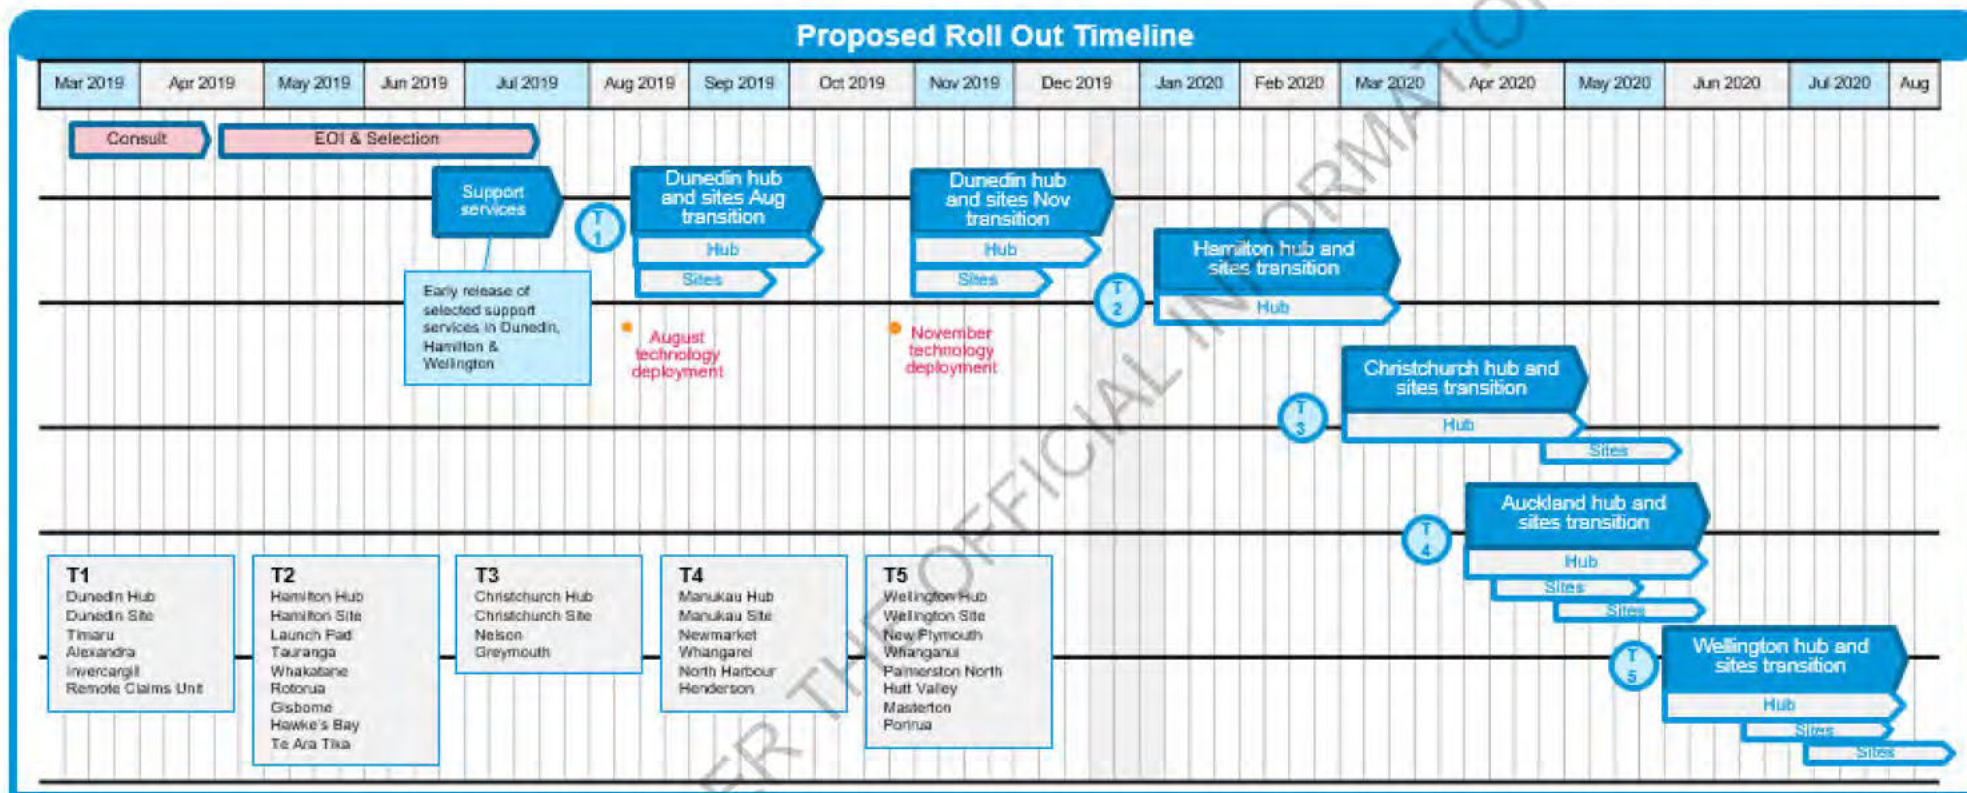 Proposed Roll Out Timeline
Mar 2019 Apr 2019 May 2019 Jun 2019 Jul 2019 Aug 2019 Sep 2019 Oct 2019 Nov 2019 Dec 2019 Jan 2020 Feb 2020 Mar 2020 Apr 2020 May 2020 Jun 2020 Jul 2020 Aug
Consult
EOI & Selection
Support
services
Early release of
selected support
services in Dunedin,
Hamilton &
Wellington
T
1
Dunedin hub
and sites Aug
transition
Hub
Sites
August
technology
deployment
Dunedin hub
and sites Nov
transition
Hub
Sites
November
technology
deployment
T
2
Hamilton hub and
sites transition
Hub
T
3
Christchurch hub and
sites transition
Hub
Sites
T
4
Auckland hub and
sites transition
Hub
Sites
Sites
T
5
Wellington hub and
sites transition
Hub
Sites
Sites
T1
Dunedin Hub
Dunedin Site
Timaru
Alexandra
Invercargill
Remote Claims Unit
T2
Hamilton Hub
Hamilton Site
Launch Pad
Tauranga
Whakatane
Rotorua
Gisborne
Hawke's Bay
Te Ara Tika
T3
Christchurch Hub
Christchurch Site
Nelson
Greymouth
T4
Manukau Hub
Manukau Site
Newmarket
Whangarei
North Harbour
Henderson
T5
Wellington Hub
Wellington Site
New Plymouth
Whanganui
Palmerston North
Hutt Valley
Masterton
Porirua
ER THE OFFICIAL INFORMATION